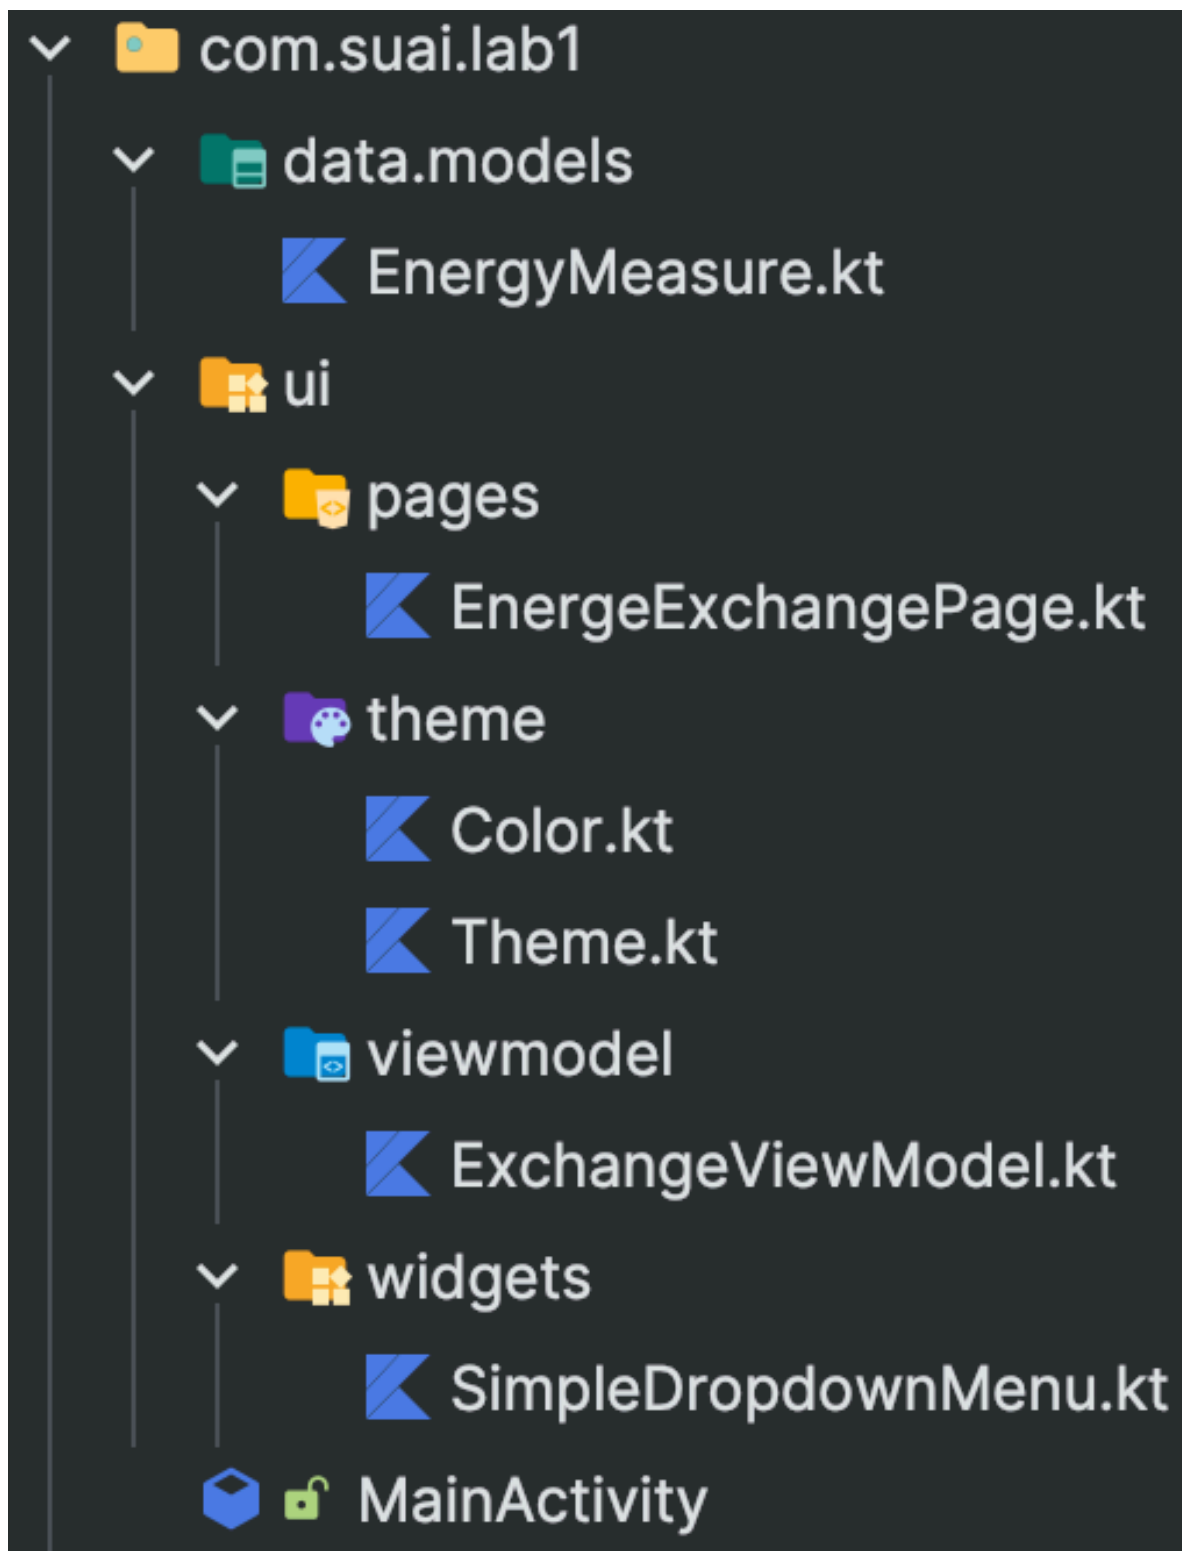 com.suai.lab1
data.models
EnergyMeasure.kt
ui
pages
EnergeExchangePage.kt
theme
Color.kt
Theme.kt
viewmodel
ExchangeViewModel.kt
widgets
SimpleDropdownMenu.kt
MainActivity